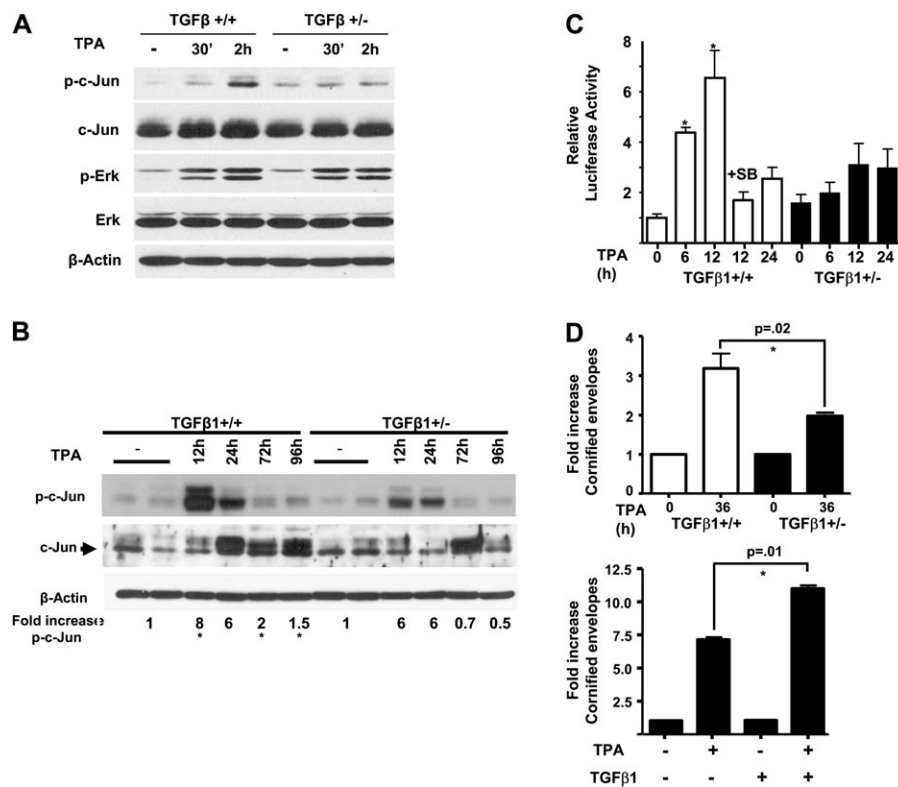 A
TGFβ +/+ TGFβ +/-
TPA - 30' 2h - 30' 2h
p-c-Jun
c-Jun
p-Erk
Erk
β-Actin
B
TGFβ1+/+ TGFβ1+/-
TPA - 12h 24h 72h 96h - 12h 24h 72h 96h
p-c-Jun
c-Jun
β-Actin
Fold increase 1 8 6 2 1.5 1 6 6 0.7 0.5
p-c-Jun * * *
C
Relative
Luciferase Activity
8
6
4
2
0
* * +SB
TPA 0 6 12 12 24 0 6 12 24
(h) TGFβ1+/+ TGFβ1+/-
D
p=.02
*
Fold increase
Cornified envelopes
4
3
2
1
0
TPA 0 36 0 36
(h) TGFβ1+/+ TGFβ1+/-
p=.01
*
Fold increase
Cornified envelopes
12.5
10.0
7.5
5.0
2.5
0
TPA - + - +
TGFβ1 - - + +